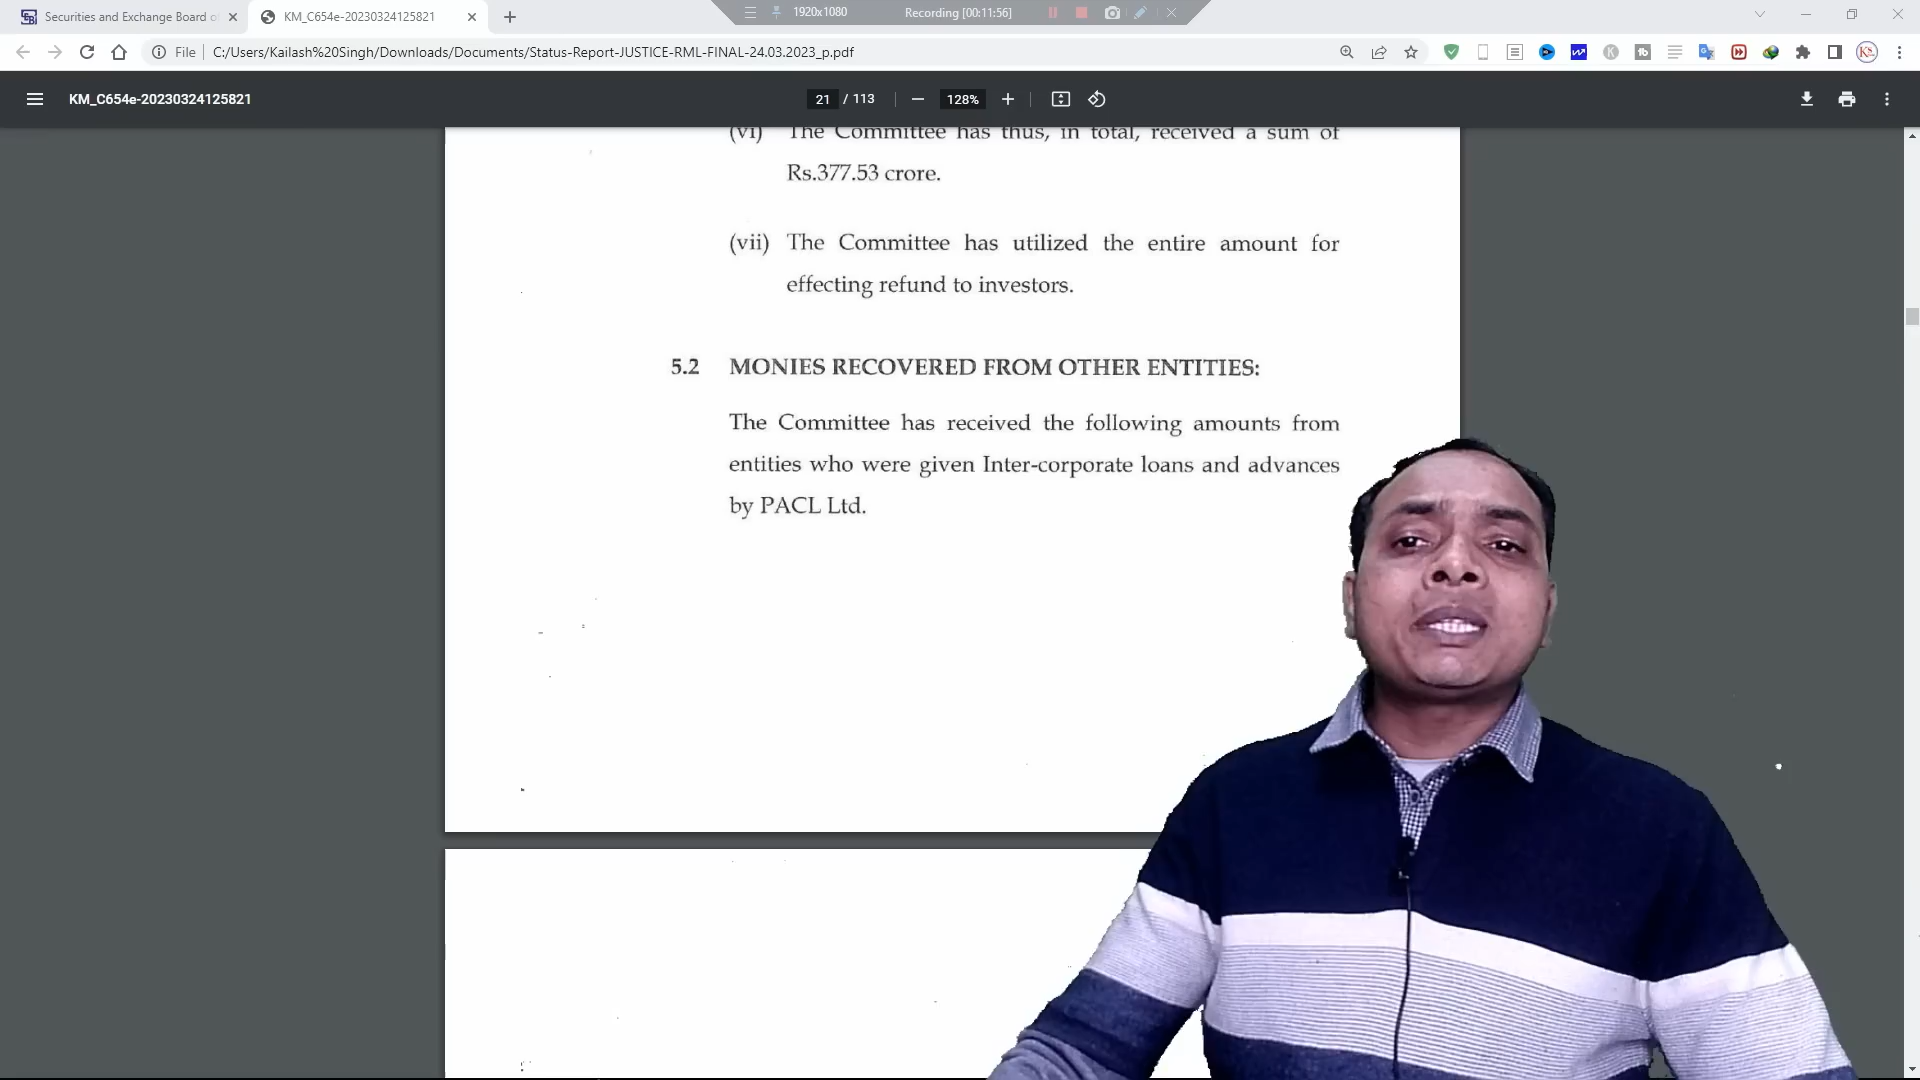 Securities and Exchange Board o
KM_C654e-20230324125821
1920x1080
Recording [00:11:56]
File
C:/Users/Kailash%20Singh/Downloads/Documents/Status-Report-JUSTICE-RML-FINAL-24.03.2023_p.pdf
KM_C654e-20230324125821
21 / 113
128%
(vi) The Committee has thus, in total, received a sum of
Rs.377.53 crore.
(vii) The Committee has utilized the entire amount for
effecting refund to investors.
5.2 MONIES RECOVERED FROM OTHER ENTITIES:
The Committee has received the following amounts from
entities who were given Inter-corporate loans and advances
by PACL Ltd.